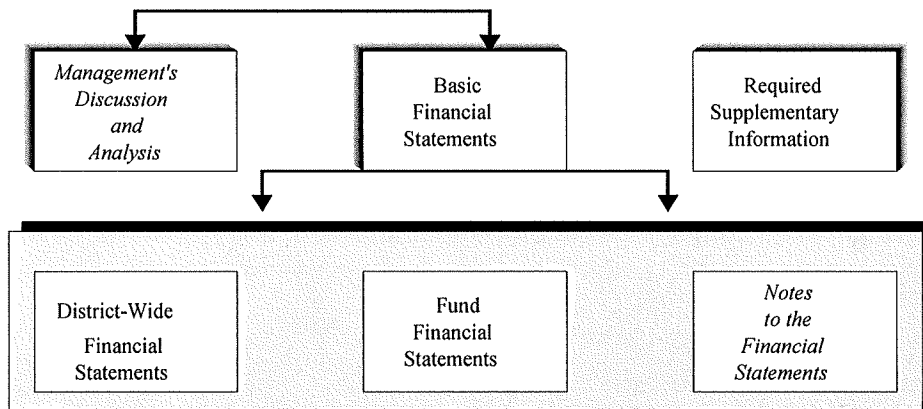 Management's
Discussion
and
Analysis
Basic
Financial
Statements
Required
Supplementary
Information
District-Wide
Financial
Statements
Fund
Financial
Statements
Notes
to the
Financial
Statements